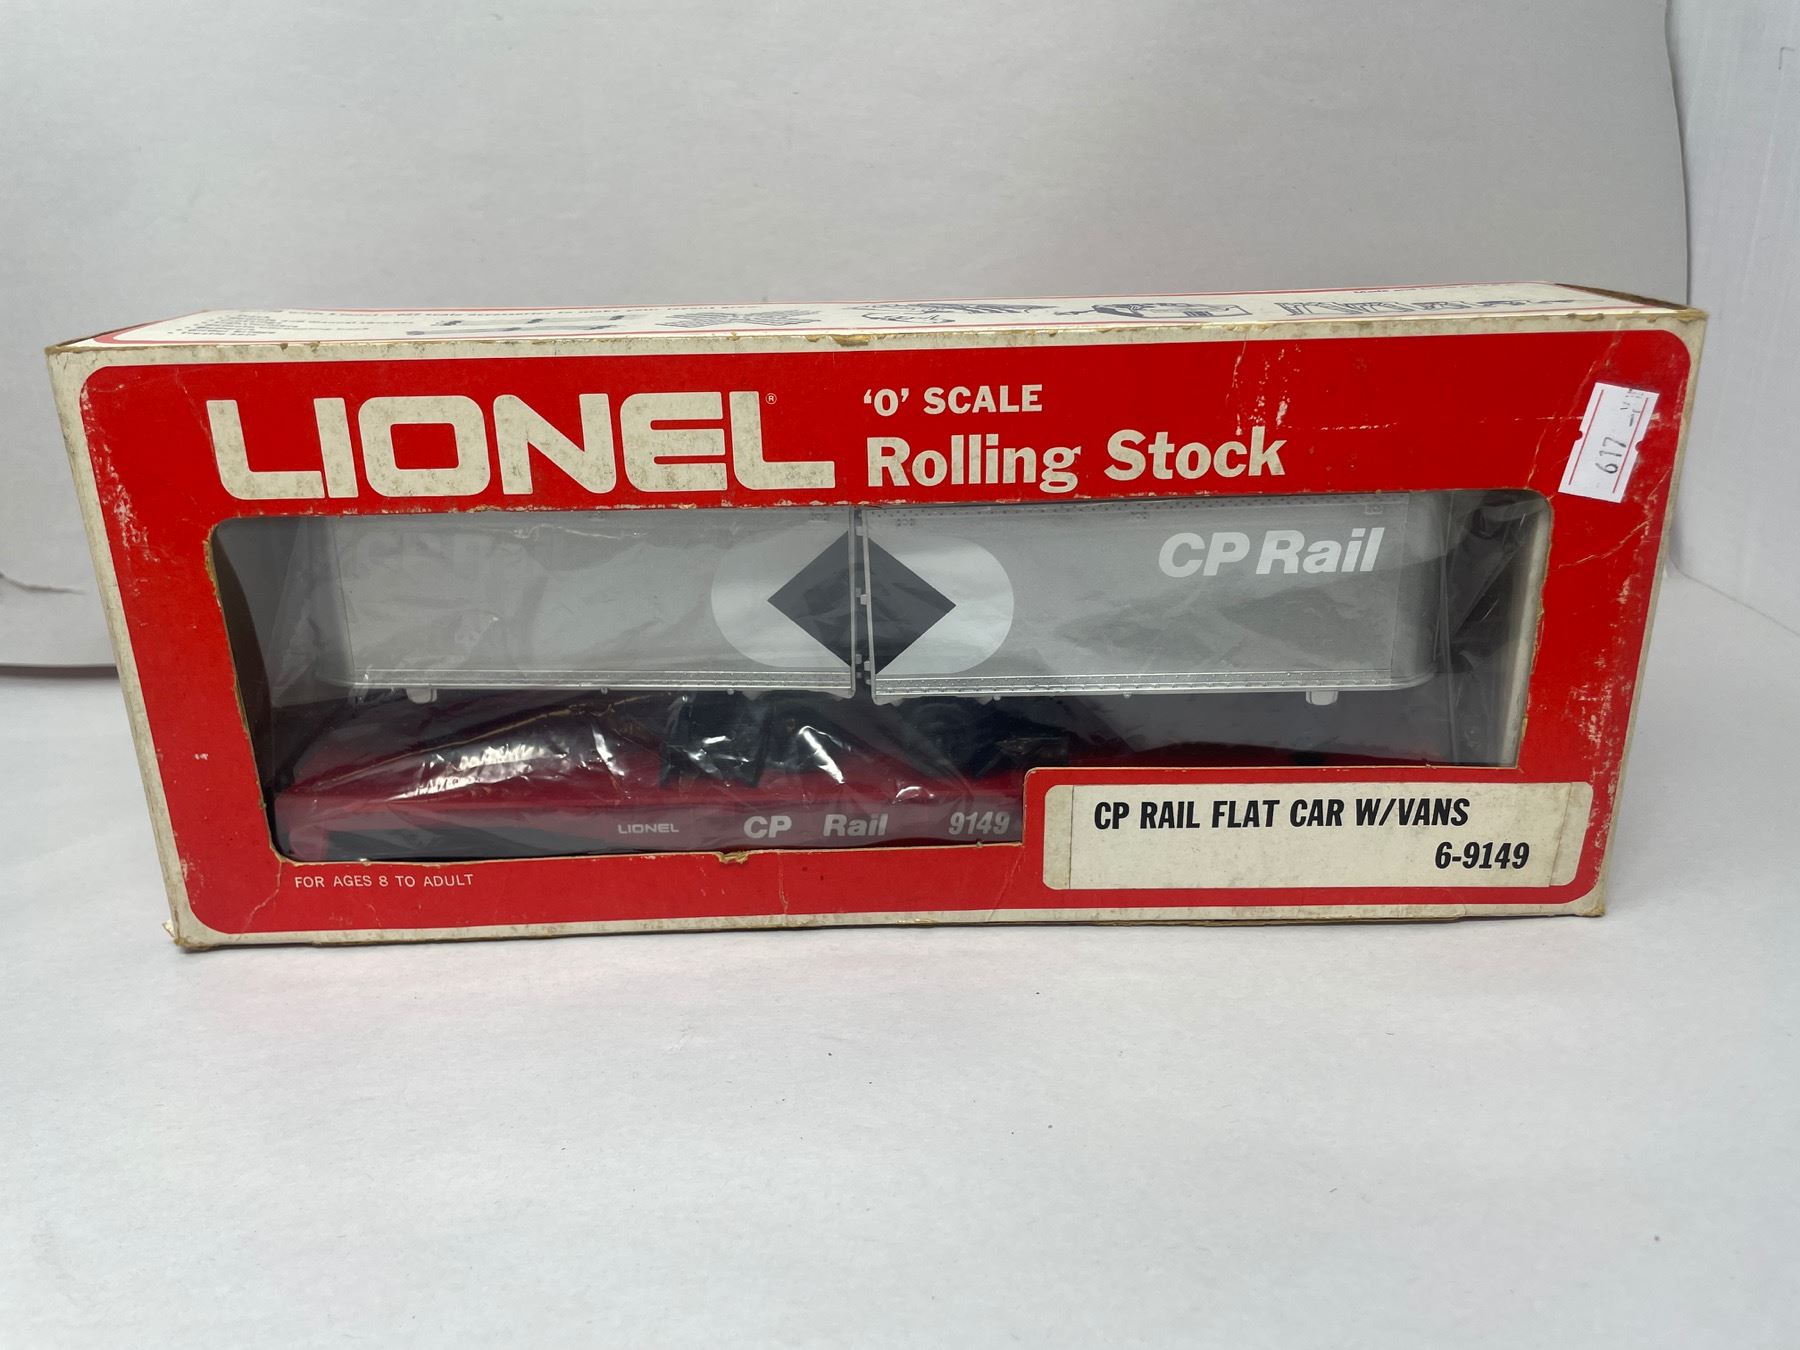 LIONEL®
'O' SCALE
Rolling Stock
617
CP Rail
LIONEL CP Rail 9149
CP RAIL FLAT CAR W/VANS
6-9149
FOR AGES 8 TO ADULT